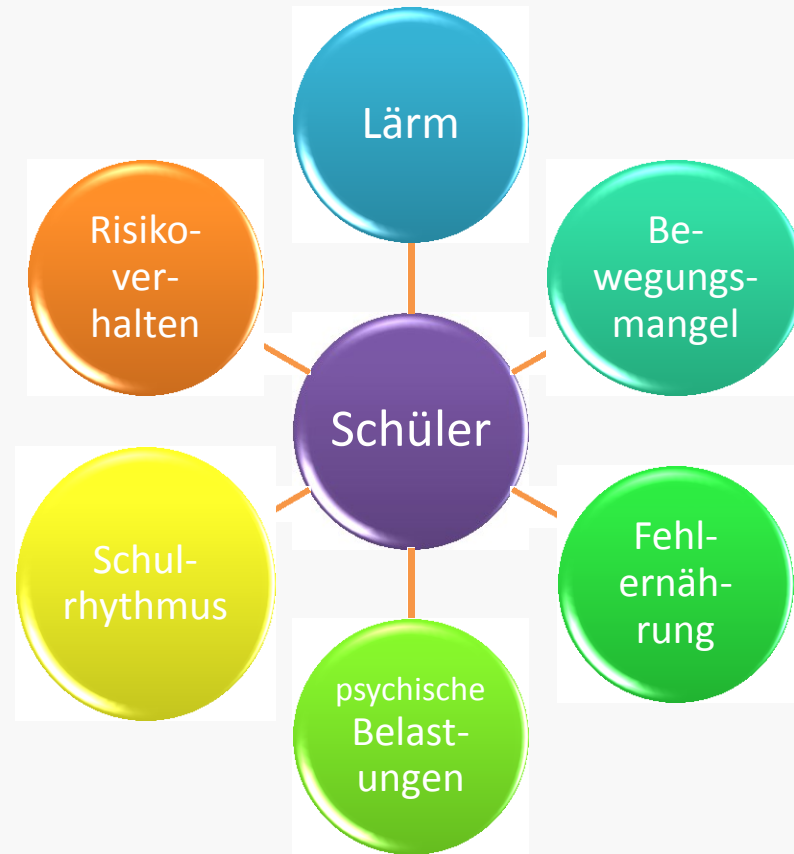 Lärm
Risiko-
ver-
halten
Be-
wegungs-
mangel
Schüler
Schul-
rhythmus
Fehl-
ernäh-
rung
psychische
Belast-
ungen